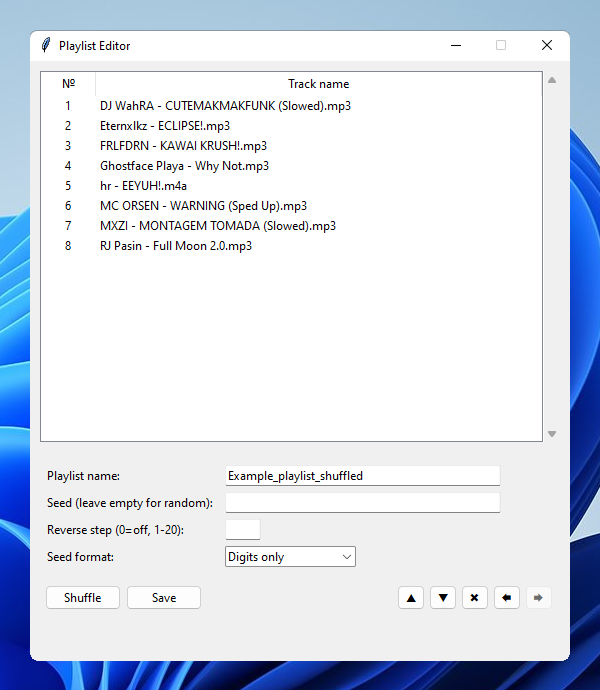 Playlist Editor
№ Track name
1 DJ WahRA - CUTEMAKMAKFUNK (Slowed).mp3
2 Eternxlkz - ECLIPSE!.mp3
3 FRLFDRN - KAWAI KRUSH!.mp3
4 Ghostface Playa - Why Not.mp3
5 hr - EEYUH!.m4a
6 MC ORSEN - WARNING (Sped Up).mp3
7 MXZI - MONTAGEM TOMADA (Slowed).mp3
8 RJ Pasin - Full Moon 2.0.mp3
Playlist name: Example_playlist_shuffled
Seed (leave empty for random):
Reverse step (0=off, 1-20):
Seed format: Digits only
Shuffle Save